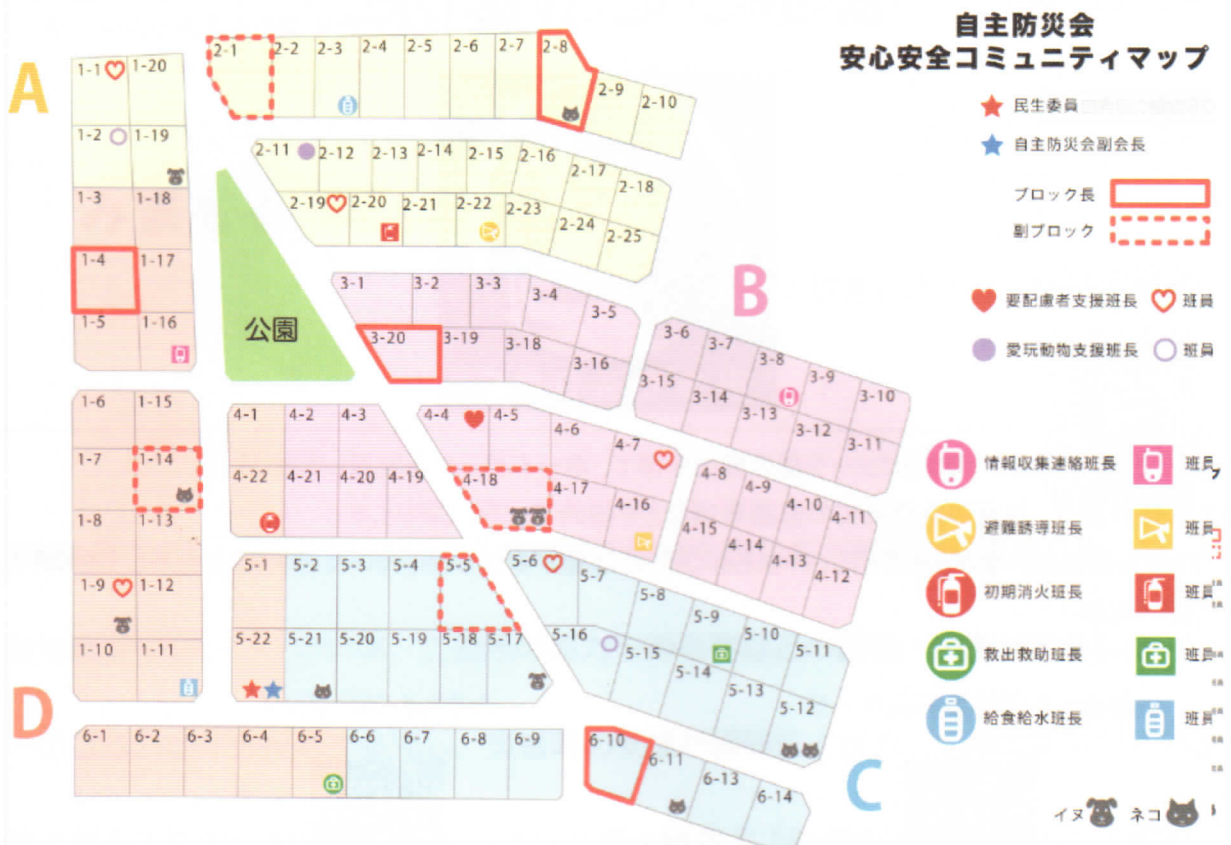 自主防災会
安心安全コミュニティマップ
民生委員
自主防災会副会長
ブロック長
副ブロック
要配慮者支援班長 班員
愛玩動物支援班長 班員
情報収集連絡班長 班長
避難誘導班長 班員
初期消火班長 班員
救出救助班長 班員
給食給水班長 班員
イヌ ネコ
A
B
C
D
公園
1-1 1-20
1-2 1-19
1-3 1-18
1-4 1-17
1-5 1-16
1-6 1-15
1-7 1-14
1-8 1-13
1-9 1-12
1-10 1-11
2-1 2-2 2-3 2-4 2-5 2-6 2-7 2-8 2-9 2-10
2-11 2-12 2-13 2-14 2-15 2-16 2-17 2-18
2-19 2-20 2-21 2-22 2-23 2-24 2-25
3-1 3-2 3-3 3-4 3-5
3-20 3-19 3-18 3-16
3-6 3-7 3-8 3-9 3-10
3-15 3-14 3-13 3-12 3-11
4-1 4-2 4-3
4-22 4-21 4-20 4-19
4-4 4-5 4-6 4-7
4-18 4-17 4-16
4-8 4-9 4-10 4-11
4-15 4-14 4-13 4-12
5-1 5-2 5-3 5-4 5-5
5-22 5-21 5-20 5-19 5-18 5-17
5-6 5-7 5-8 5-9 5-10 5-11
5-16 5-15 5-14 5-13 5-12
6-1 6-2 6-3 6-4 6-5 6-6 6-7 6-8 6-9
6-10 6-11 6-13 6-14